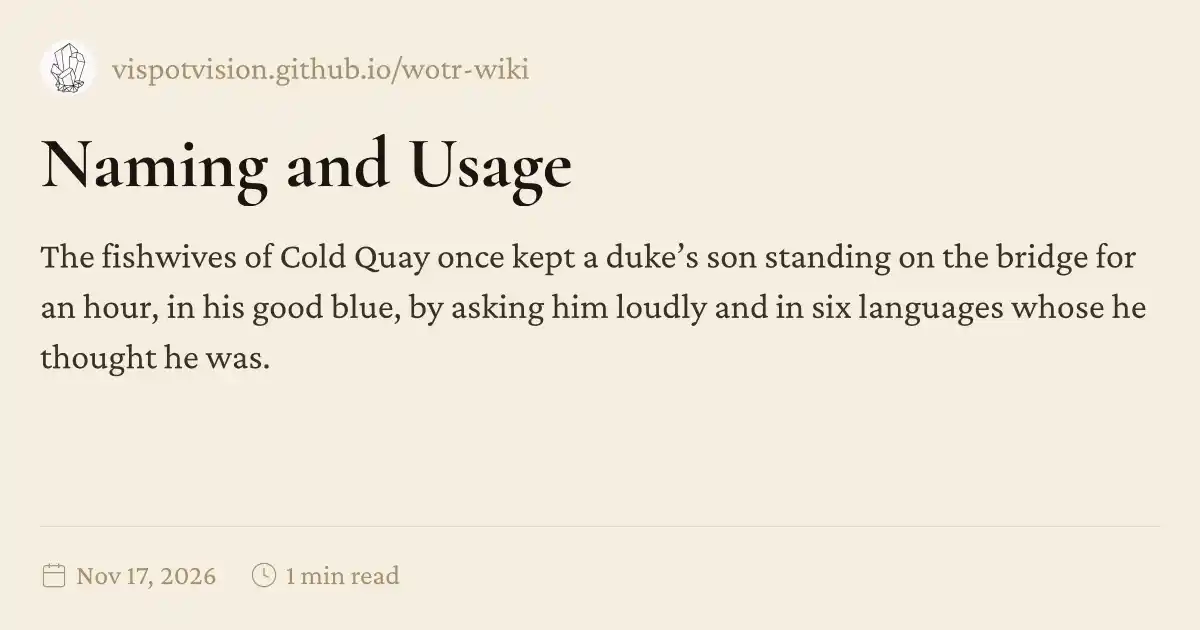 vispotvision.github.io/wotr-wiki
Naming and Usage
The fishwives of Cold Quay once kept a duke’s son standing on the bridge for
an hour, in his good blue, by asking him loudly and in six languages whose he
thought he was.
Nov 17, 2026
1 min read